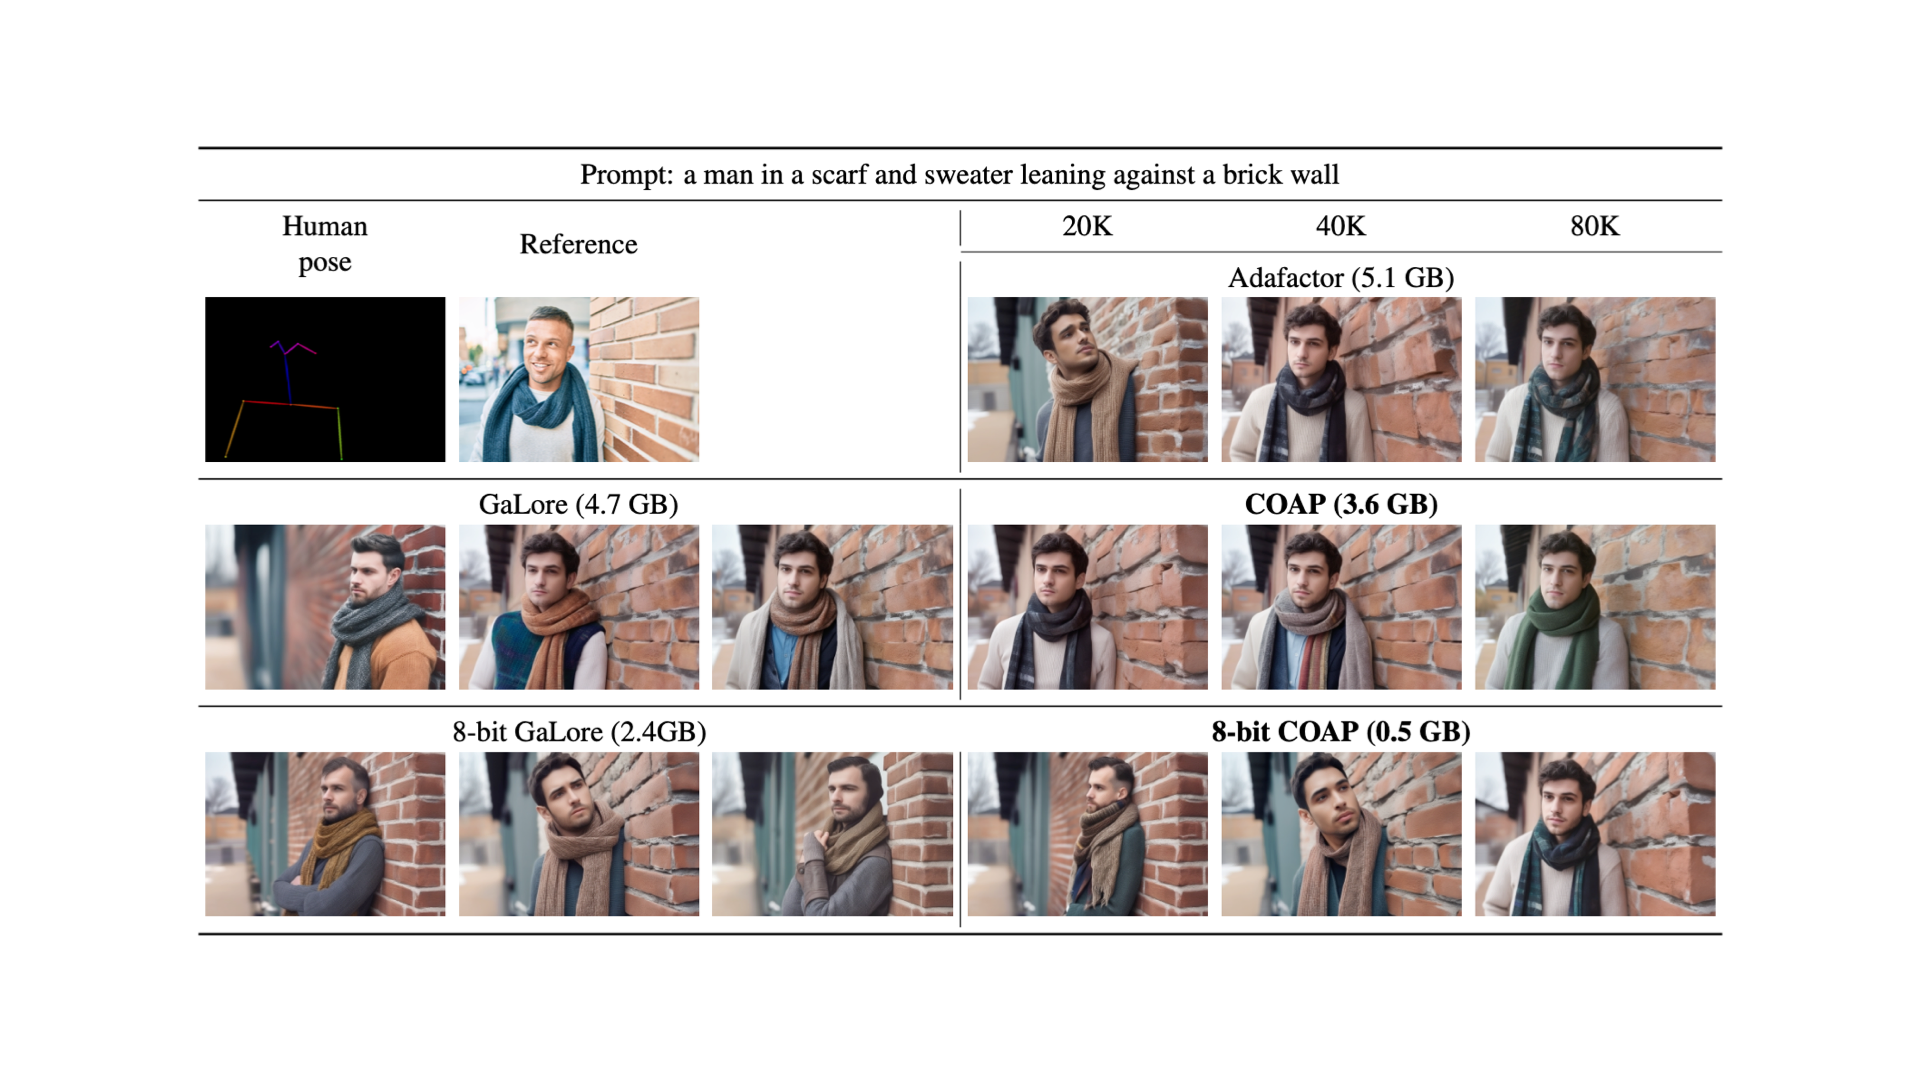 Prompt: a man in a scarf and sweater leaning against a brick wall
Human
pose
Reference
20K
40K
80K
Adafactor (5.1 GB)
GaLore (4.7 GB)
COAP (3.6 GB)
8-bit GaLore (2.4GB)
8-bit COAP (0.5 GB)